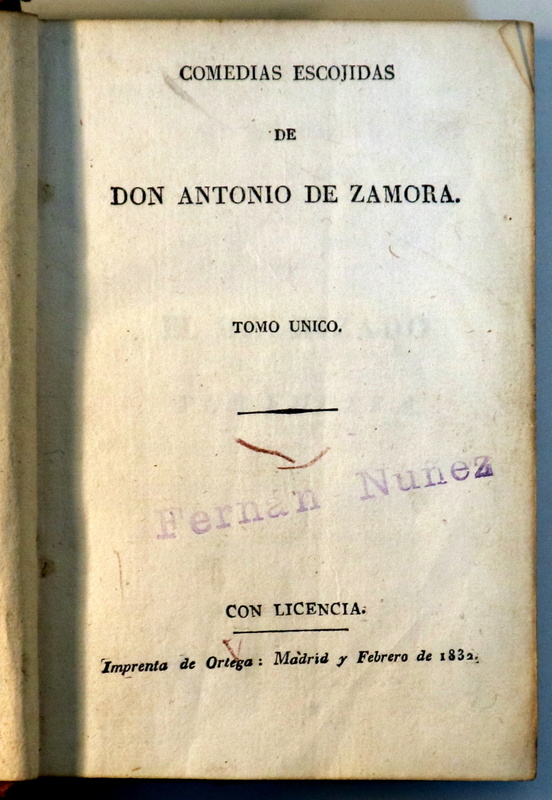 COMEDIAS ESCOJIDAS
DE
DON ANTONIO DE ZAMORA.
TOMO UNICO.
Fernán Nuñez
CON LICENCIA.
Imprenta de Ortega: Madrid y Febrero de 1832.